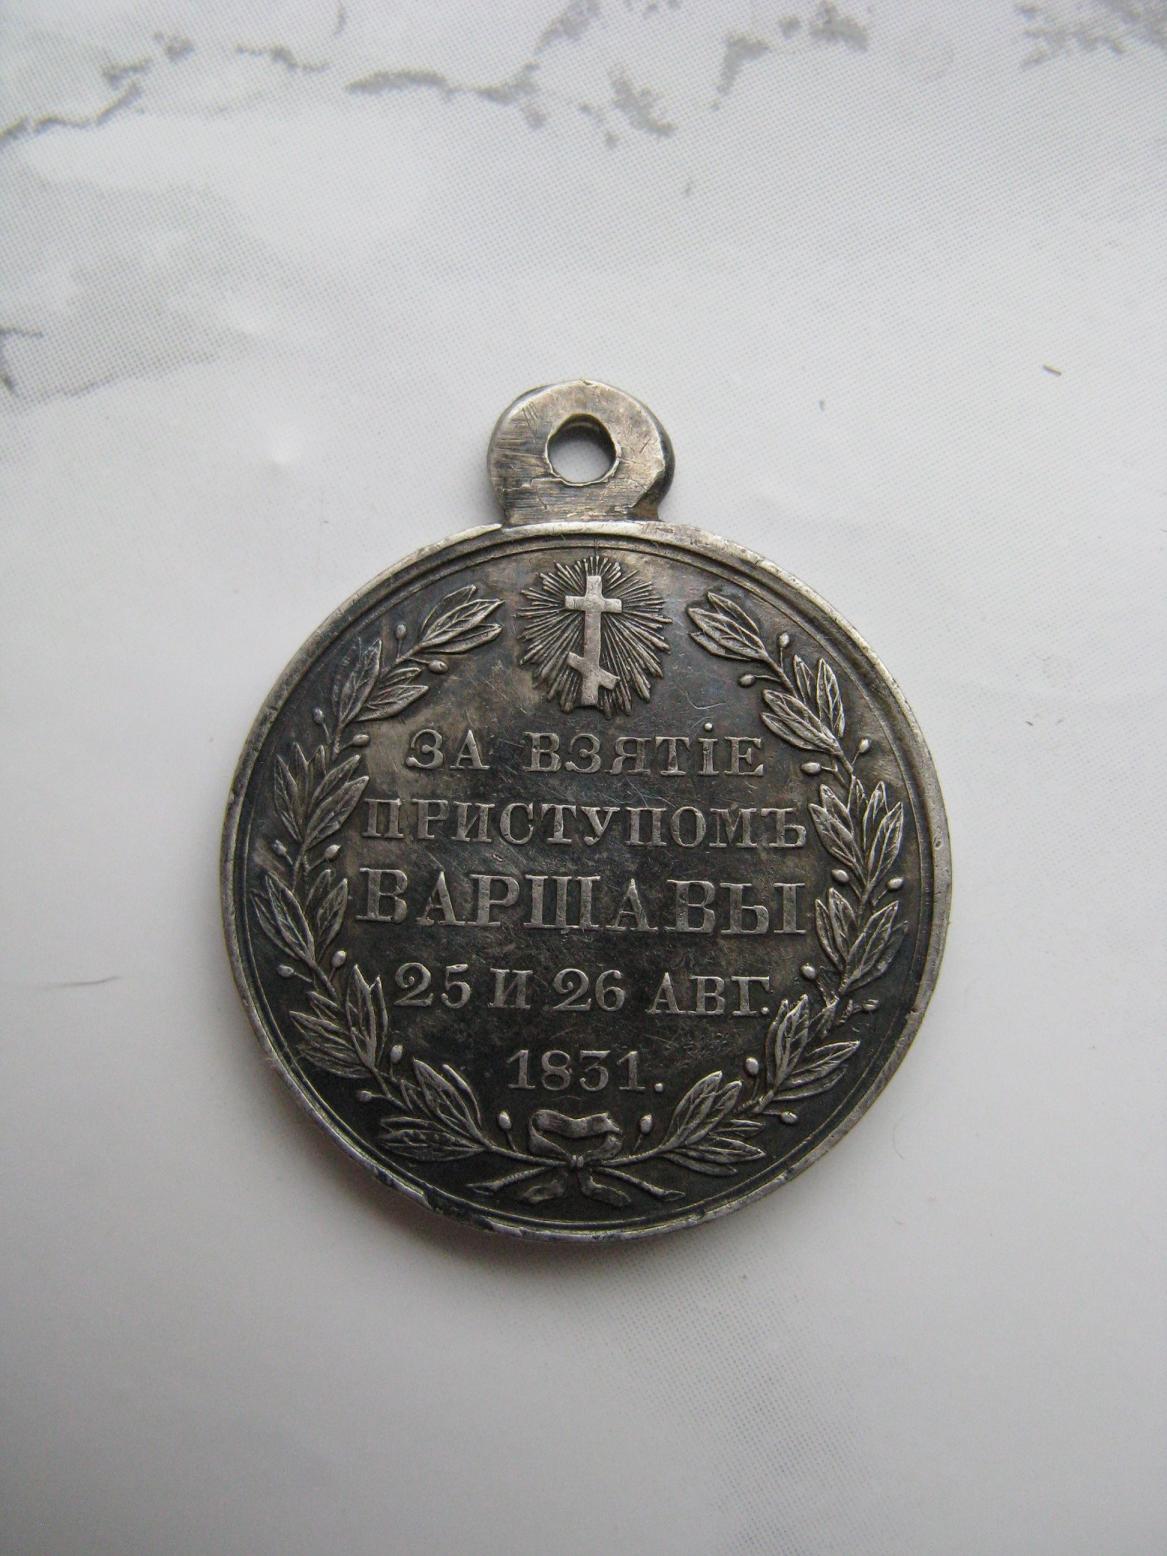 ЗА ВЗЯТІЕ
ПРИСТУПОМЪ
ВАРШАВЫ
25 И 26 АВГ.
1831.